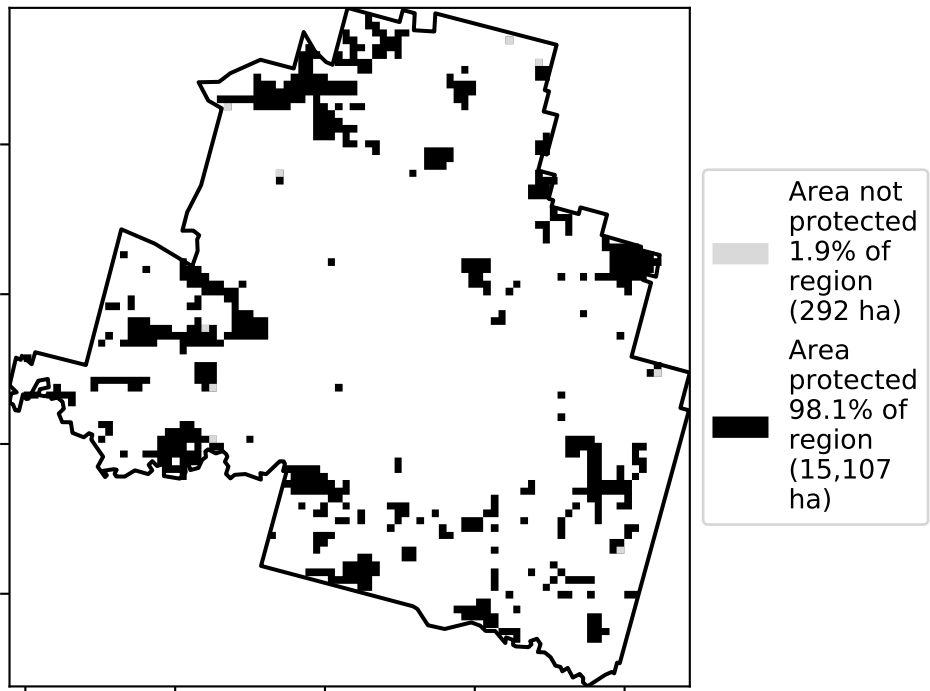 Area not
protected
1.9% of
region
(292 ha)
Area
protected
98.1% of
region
(15,107
ha)